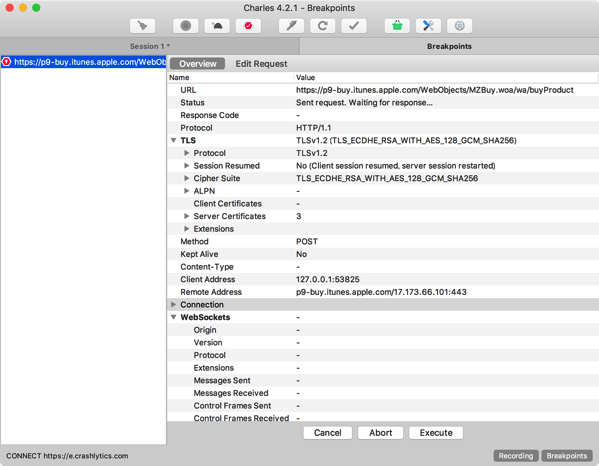 Charles 4.2.1 - Breakpoints
Session 1 *
Breakpoints
https://p9-buy.itunes.apple.com/WebOb
Overview
Edit Request
Name Value
URL https://p9-buy.itunes.apple.com/WebObjects/MZBuy.woa/wa/buyProduct
Status Sent request. Waiting for response…
Response Code -
Protocol HTTP/1.1
TLS TLSv1.2 (TLS_ECDHE_RSA_WITH_AES_128_GCM_SHA256)
Protocol TLSv1.2
Session Resumed No (Client session resumed, server session restarted)
Cipher Suite TLS_ECDHE_RSA_WITH_AES_128_GCM_SHA256
ALPN -
Client Certificates -
Server Certificates 3
Extensions
Method POST
Kept Alive No
Content-Type -
Client Address 127.0.0.1:53825
Remote Address p9-buy.itunes.apple.com/17.173.66.101:443
Connection
WebSockets -
Origin -
Version -
Protocol -
Extensions -
Messages Sent -
Messages Received -
Control Frames Sent -
Control Frames Received -
Cancel
Abort
Execute
CONNECT https://e.crashlytics.com
Recording
Breakpoints